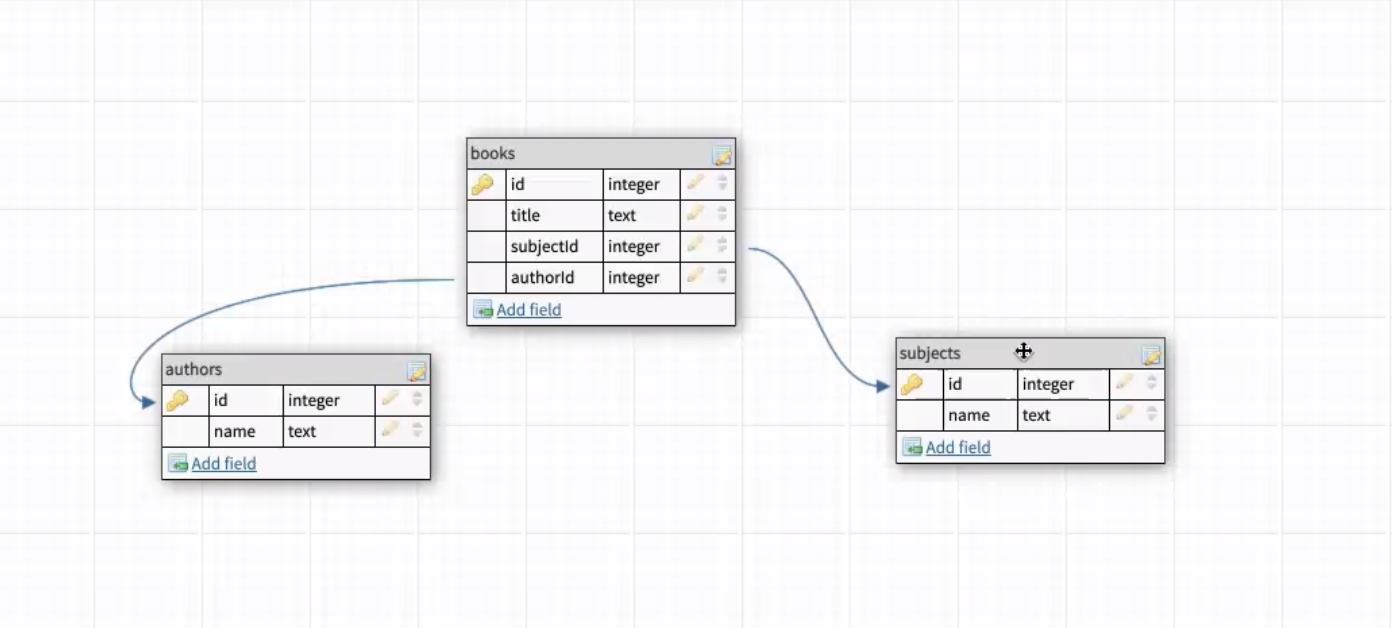 books
id integer
title text
subjectId integer
authorId integer
Add field
authors
id integer
name text
Add field
subjects
id integer
name text
Add field